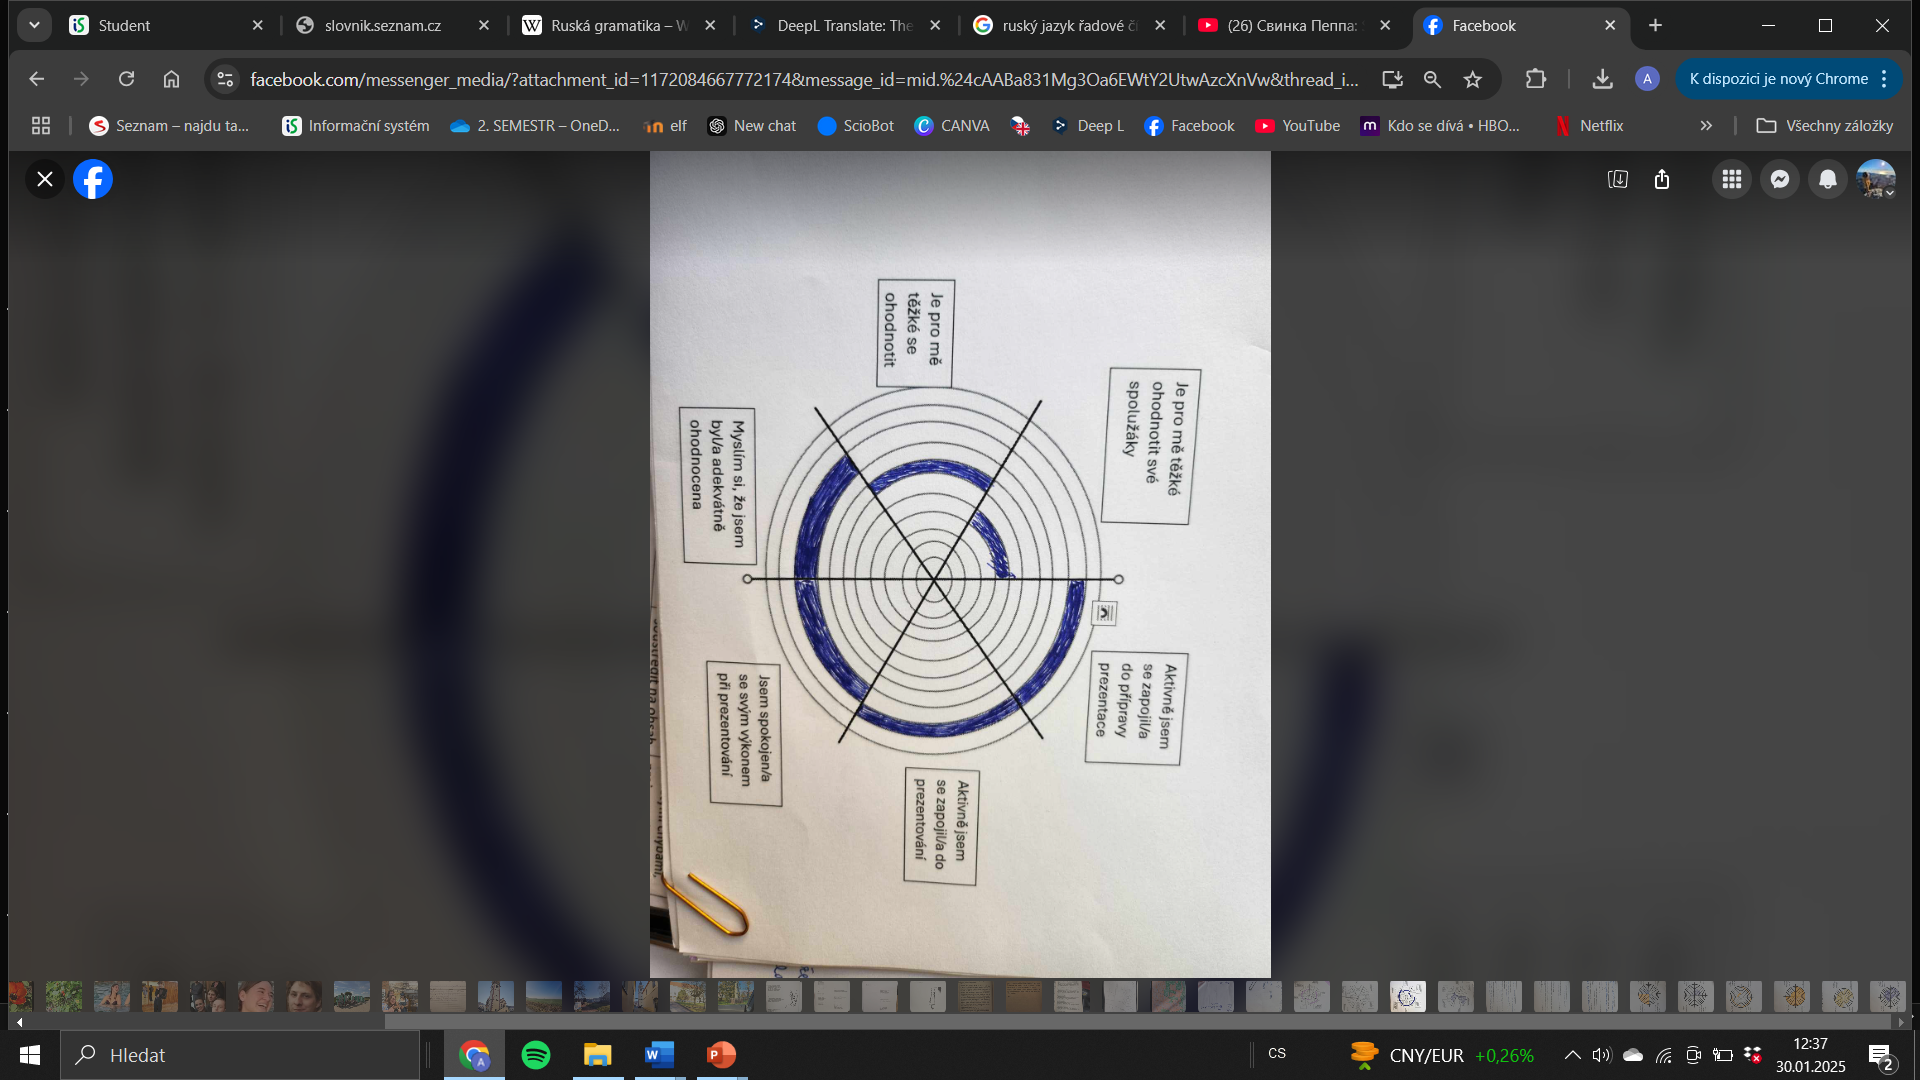 Student
slovnik.seznam.cz
Ruská gramatika – W
DeepL Translate: The
ruský jazyk řadové č
(26) Свинка Пеппа:
Facebook
facebook.com/messenger_media/?attachment_id=1172084667772174&message_id=mid.%24cAABa831Mg3Oa6EWtY2UtwAzcXnVw&thread_i...
A
K dispozici je nový Chrome
Seznam – najdu ta...
Informační systém
2. SEMESTR – OneD...
elf
New chat
ScioBot
CANVA
Deep L
Facebook
YouTube
Kdo se dívá • HBO...
Netflix
Všechny záložky
Je pro mě
těžké se
ohodnotit
Je pro mě těžké
ohodnotit své
spolužáky
Myslím si, že jsem
byl/a adekvátně
ohodnocena
Aktivně jsem
se zapojil/a
do přípravy
prezentace
Jsem spokojen/a
se svým výkonem
při prezentování
Aktivně jsem
se zapojil/a do
prezentování
Hledat
CS
CNY/EUR +0,26%
12:37
30.01.2025
2